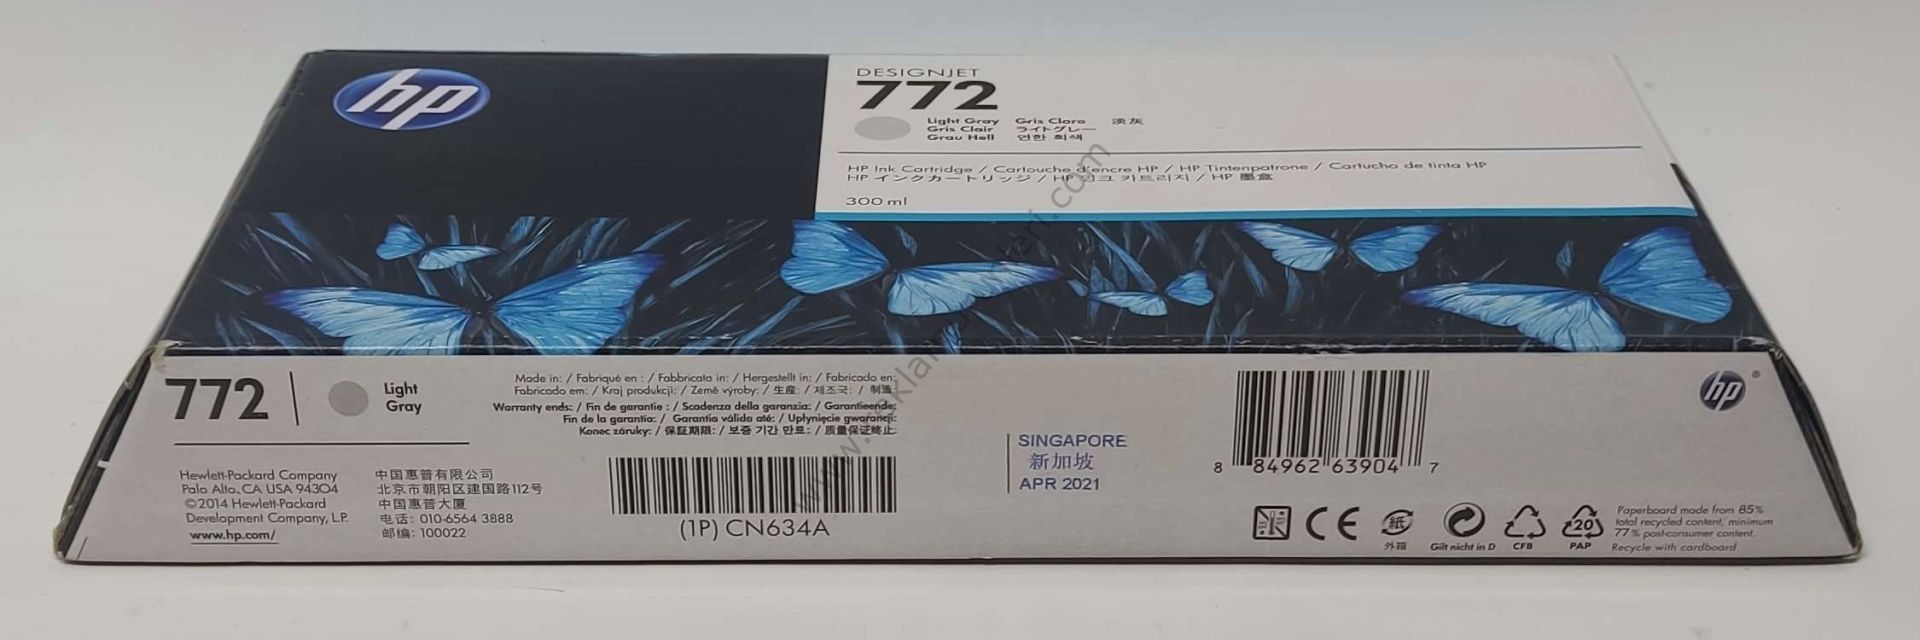 hp
DESIGNJET
772
Light Gray Gris Claro 淡灰
Gris Clair ライトグレー
Grau Hell 연한 회색
HP Ink Cartridge / Cartouche d'encre HP / HP Tintenpatrone / Cartucho de tinta HP
HP インクカートリッジ / HP 잉크 카트리지 / HP 墨盒
300 ml
772
Light
Gray
Made in: / Fabriqué en : / Fabbricata in: / Hergestellt in: / Fabricado en:
Fabricado em: / Kraj produkcji: / Země výroby: / 生産: / 제조국: / 制造:
Warranty ends: / Fin de garantie : / Scadenza della garanzia: / Garantieende:
Fin de la garantía: / Garantia válida até: / Upłynięcie gwarancji:
Konec záruky: / 保証期限: / 보증 기간 만료: / 质量保证终止:
SINGAPORE
新加坡
APR 2021
8 84962 63904 7
hp ®
Hewlett-Packard Company
Palo Alto, CA USA 94304
©2014 Hewlett-Packard
Development Company, L.P.
www.hp.com/
中国惠普有限公司
北京市朝阳区建国路112号
中国惠普大厦
电话: 010-6564 3888
邮编: 100022
(1P) CN634A
CE
紙
外箱
Gilt nicht in D
CFB
20
PAP
Paperboard made from 85%
total recycled content, minimum
77% post-consumer content.
Recycle with cardboard